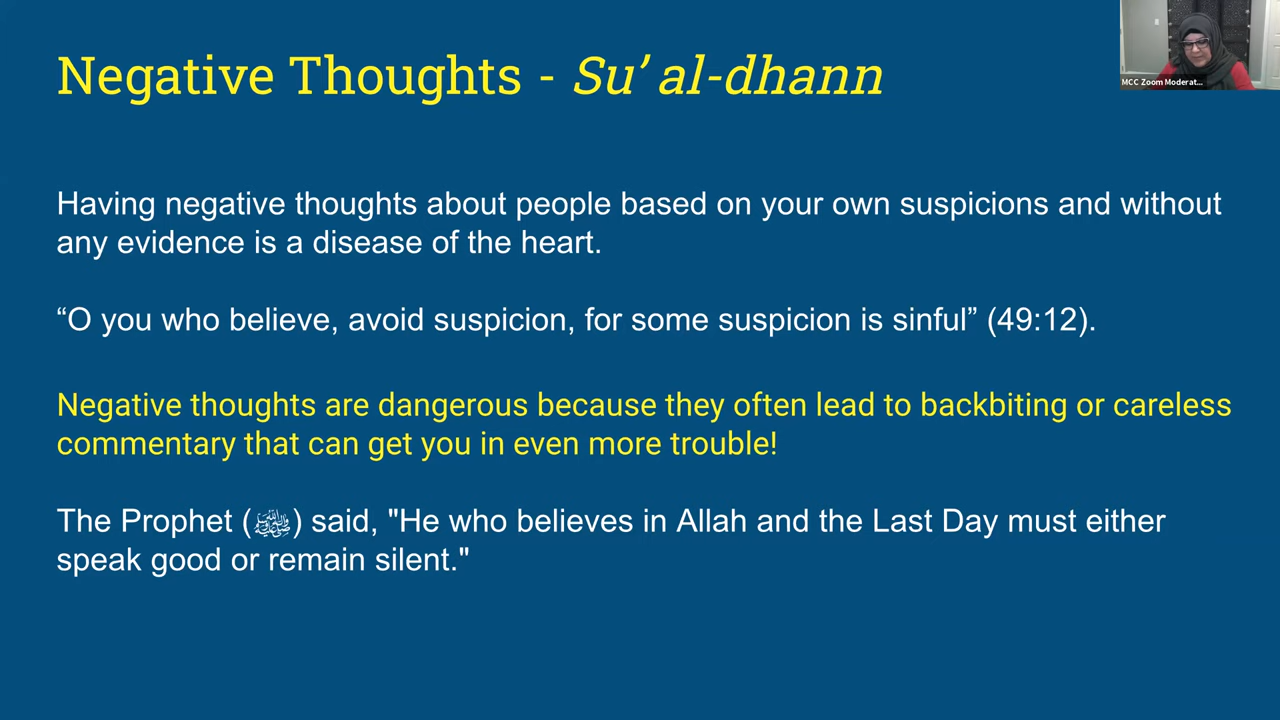 Negative Thoughts - Su’ al-dhann
MCC Zoom Moderat...
Having negative thoughts about people based on your own suspicions and without
any evidence is a disease of the heart.
“O you who believe, avoid suspicion, for some suspicion is sinful” (49:12).
Negative thoughts are dangerous because they often lead to backbiting or careless
commentary that can get you in even more trouble!
The Prophet (ﷺ) said, "He who believes in Allah and the Last Day must either
speak good or remain silent."